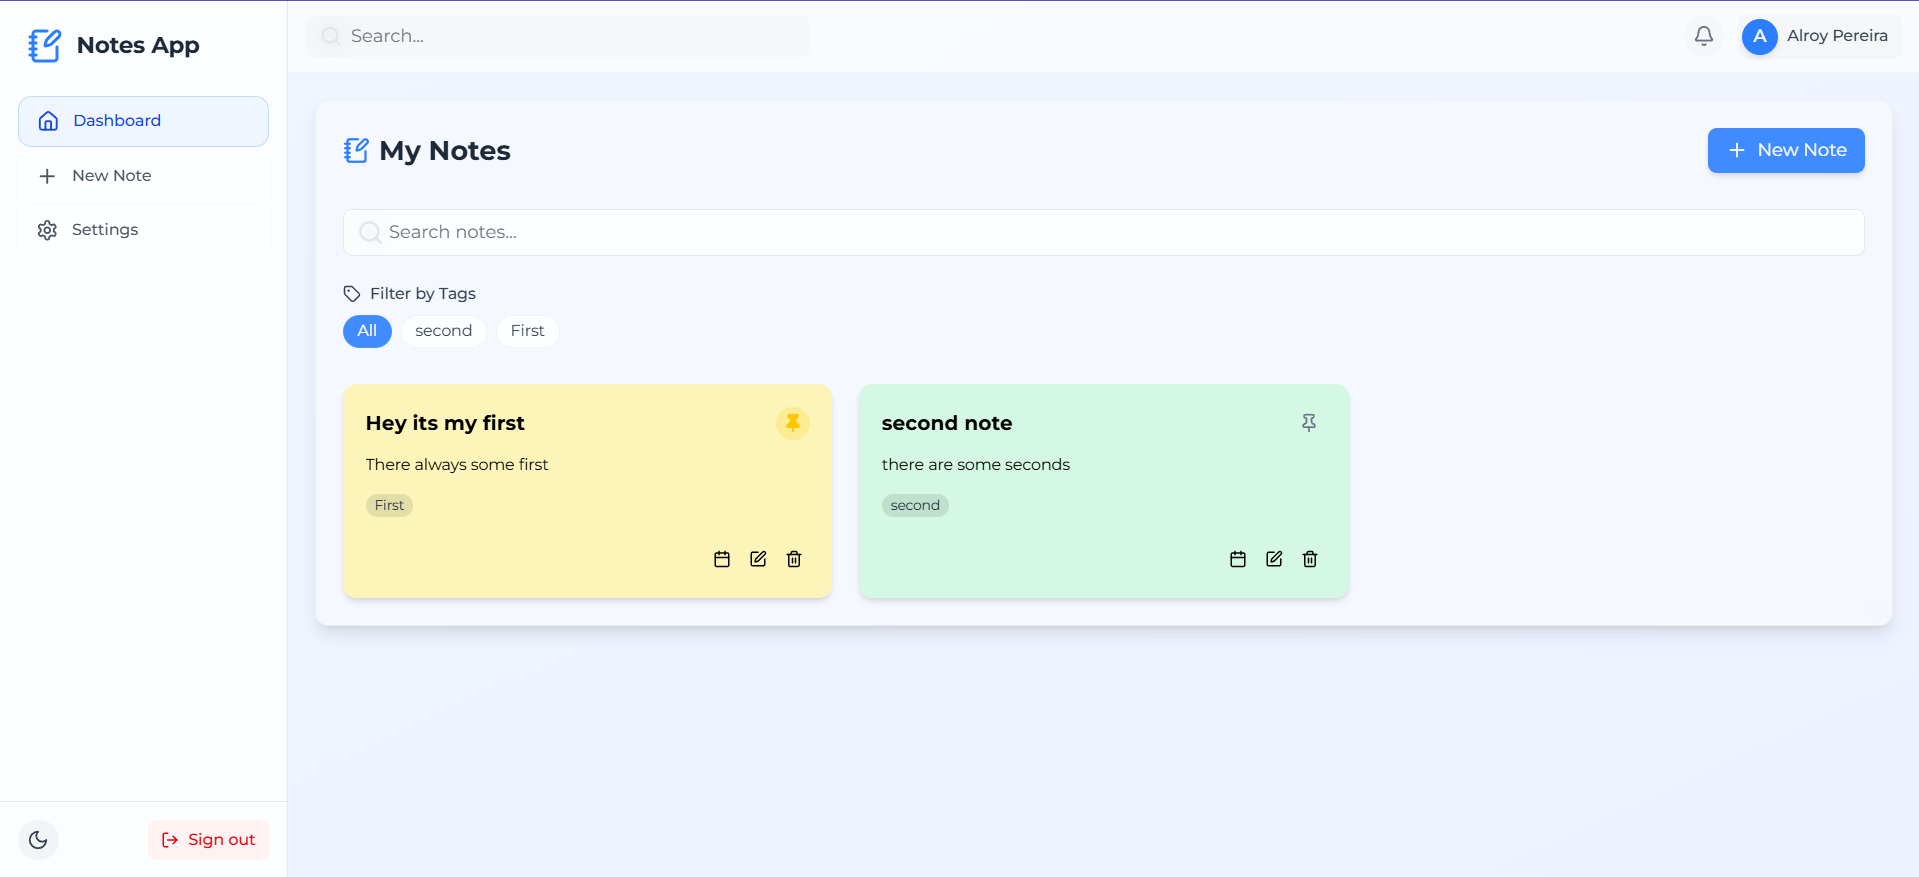 Notes App
Dashboard
New Note
Settings
Sign out
Search...
A
Alroy Pereira
My Notes
New Note
Search notes...
Filter by Tags
All
second
First
Hey its my first
There always some first
First
second note
there are some seconds
second